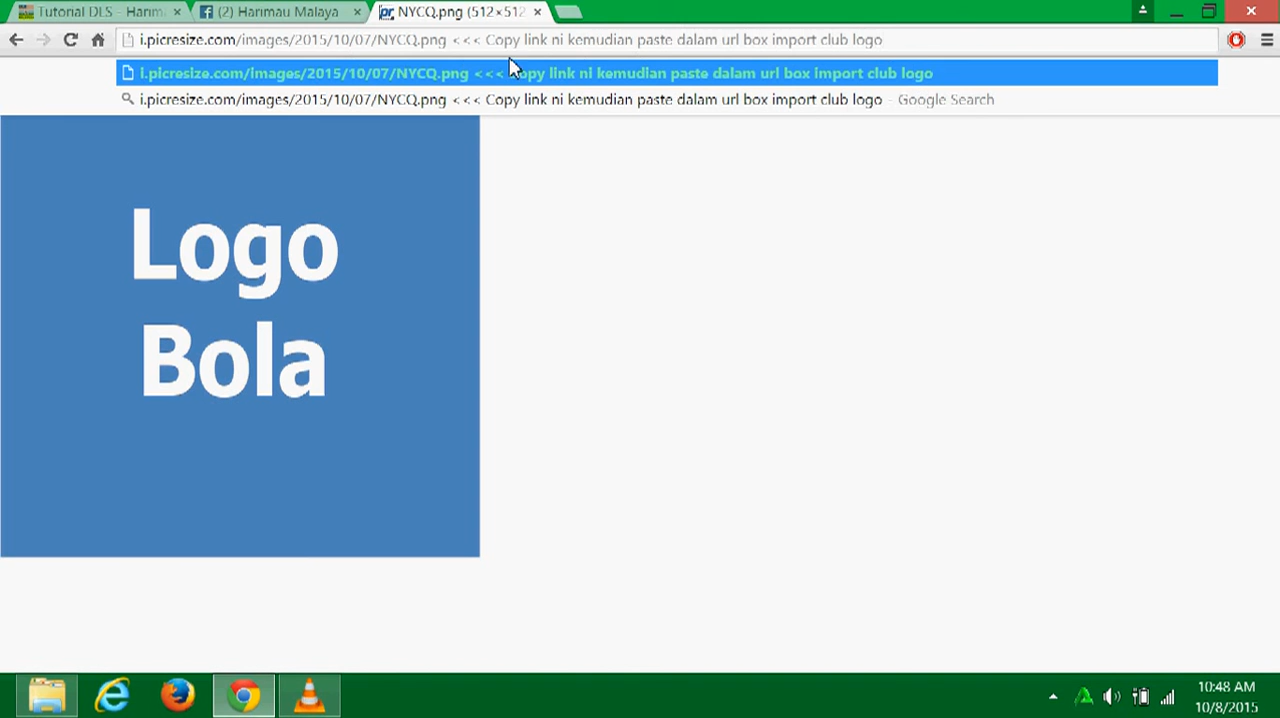 Tutorial DLS - Harim
(2) Harimau Malaya
NYCQ.png (512×512
i.picresize.com/images/2015/10/07/NYCQ.png <<< Copy link ni kemudian paste dalam url box import club logo
i.picresize.com/images/2015/10/07/NYCQ.png <<< Copy link ni kemudian paste dalam url box import club logo
i.picresize.com/images/2015/10/07/NYCQ.png <<< Copy link ni kemudian paste dalam url box import club logo - Google Search
Logo
Bola
10:48 AM
10/8/2015